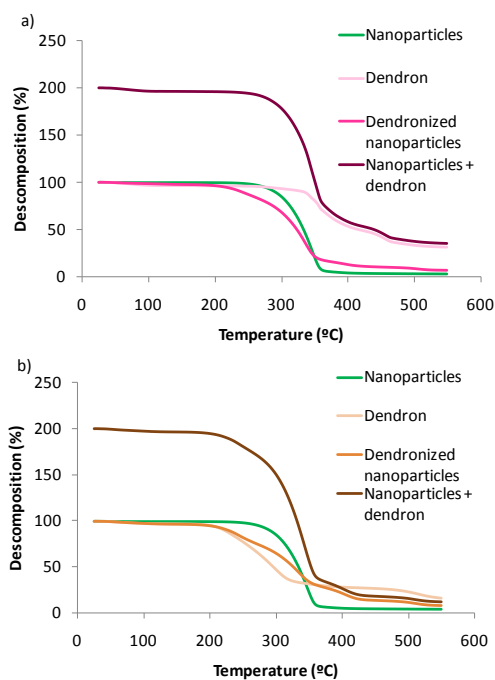 a)
250
200
150
100
50
0
Descomposition (%)
0 100 200 300 400 500 600
Temperature (ºC)
Nanoparticles
Dendron
Dendronized
nanoparticles
Nanoparticles +
dendron
b)
250
200
150
100
50
0
Descomposition (%)
0 100 200 300 400 500 600
Temperature (ºC)
Nanoparticles
Dendron
Dendronized
nanoparticles
Nanoparticles +
dendron